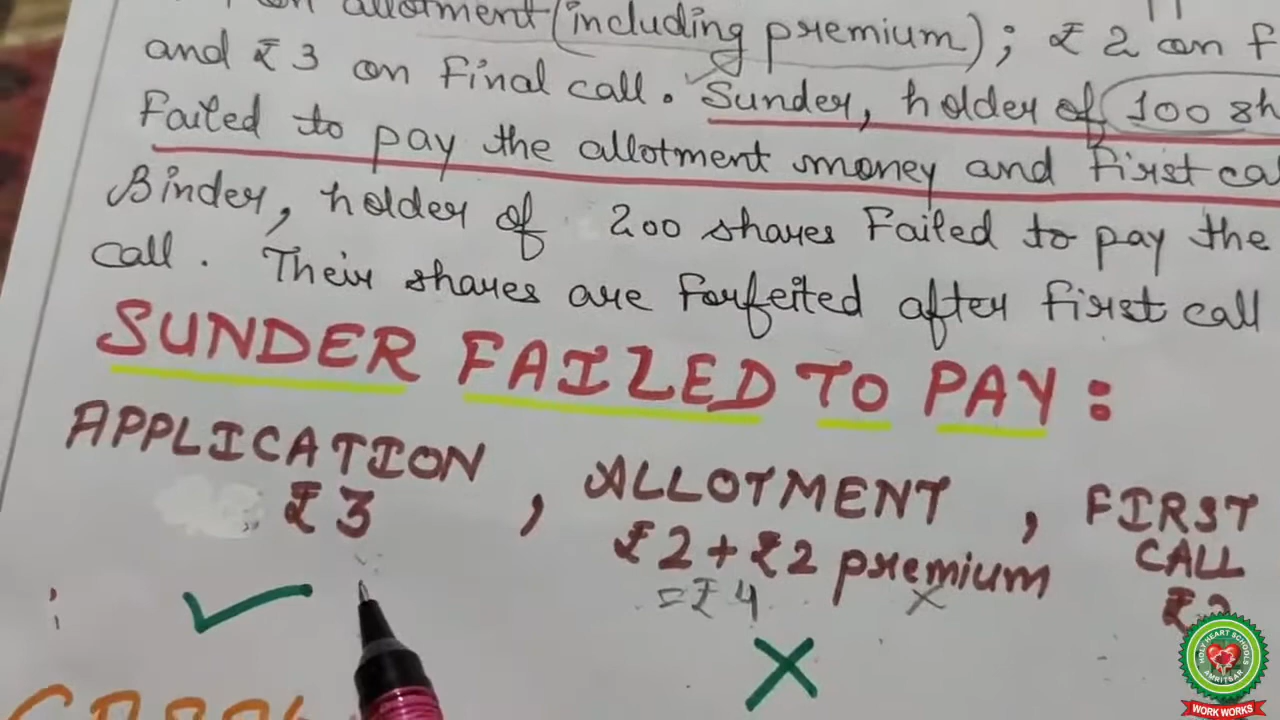 on allotment (including premium) ; ₹ 2 on
and ₹ 3 on Final call. Sunder, holder of 100
Failed to pay the allotment money and first
Binder, holder of 200 shares Failed to pay the
call. Their shares are Forfeited after first call
SUNDER FAILED TO PAY :
APPLICATION , ALLOTMENT , FIRST
CALL
₹ 3
₹2 + ₹2 premium
= ₹ 4
HOLY HEART SCHOOLS
AMRITSAR
WORK WORKS